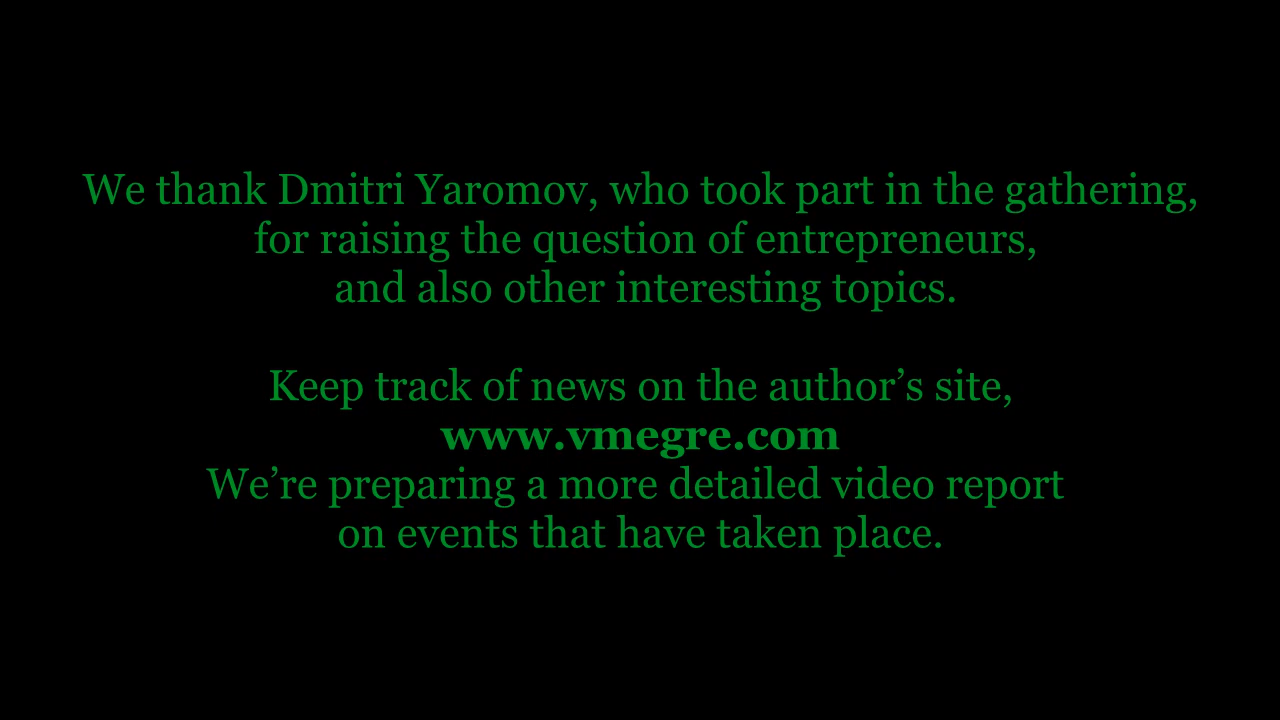 We thank Dmitri Yaromov, who took part in the gathering,
for raising the question of entrepreneurs,
and also other interesting topics.
Keep track of news on the author’s site,
www.vmegre.com
We’re preparing a more detailed video report
on events that have taken place.